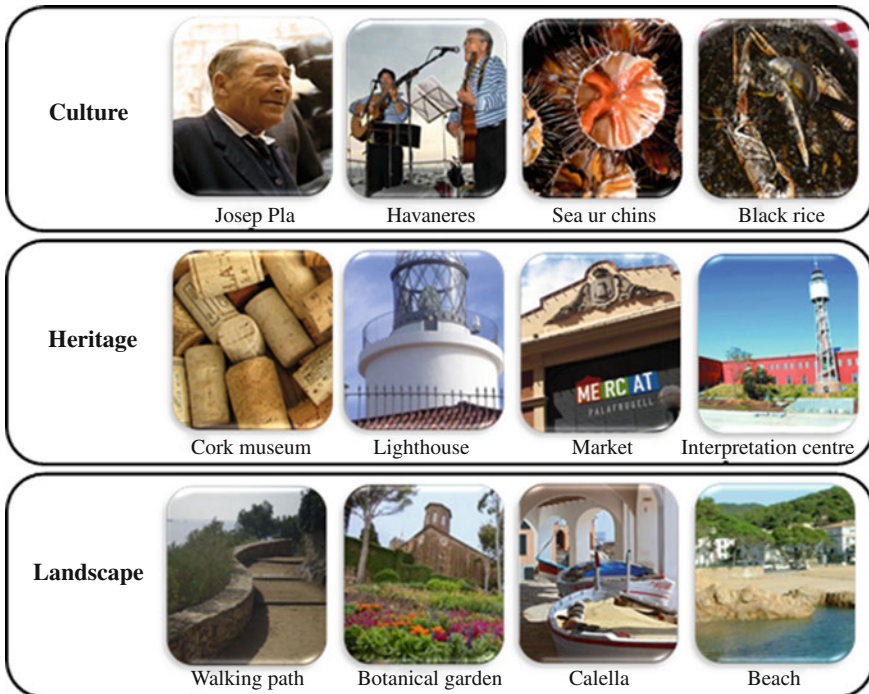 Culture
Josep Pla
Havaneres
Sea ur chins
Black rice
Heritage
MERCAT
PALAFRUGELL
Cork museum
Lighthouse
Market
Interpretation centre
Landscape
Walking path
Botanical garden
Calella
Beach